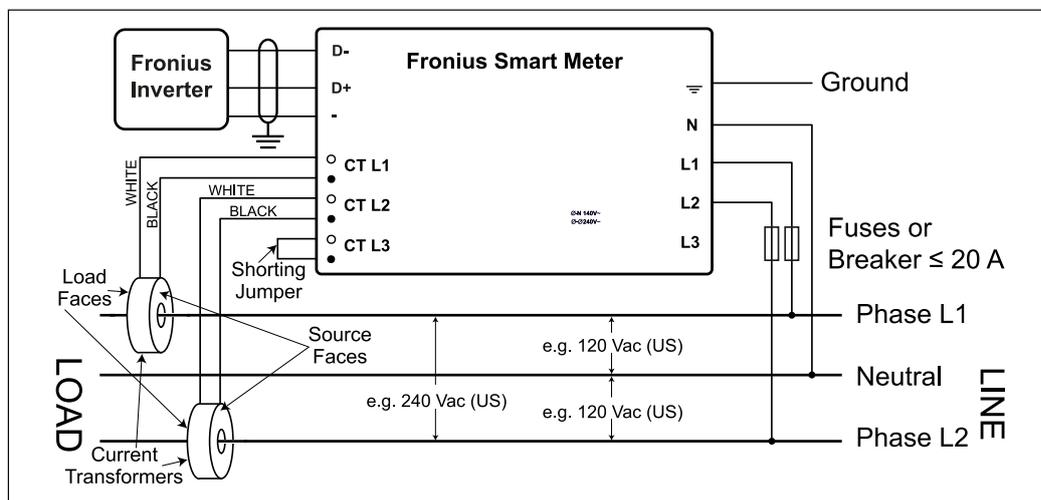 Fronius
Inverter
D-
D+
-
Fronius Smart Meter
Ground
N
L1
L2
L3
CT L1
CT L2
CT L3
WHITE
BLACK
WHITE
BLACK
Ø-N 140V~
Ø-Ø240V~
Shorting
Jumper
Fuses or
Breaker ≤ 20 A
Load
Faces
Source
Faces
Phase L1
e.g. 120 Vac (US)
Neutral
e.g. 240 Vac (US)
e.g. 120 Vac (US)
Phase L2
LOAD
LINE
Current
Transformers